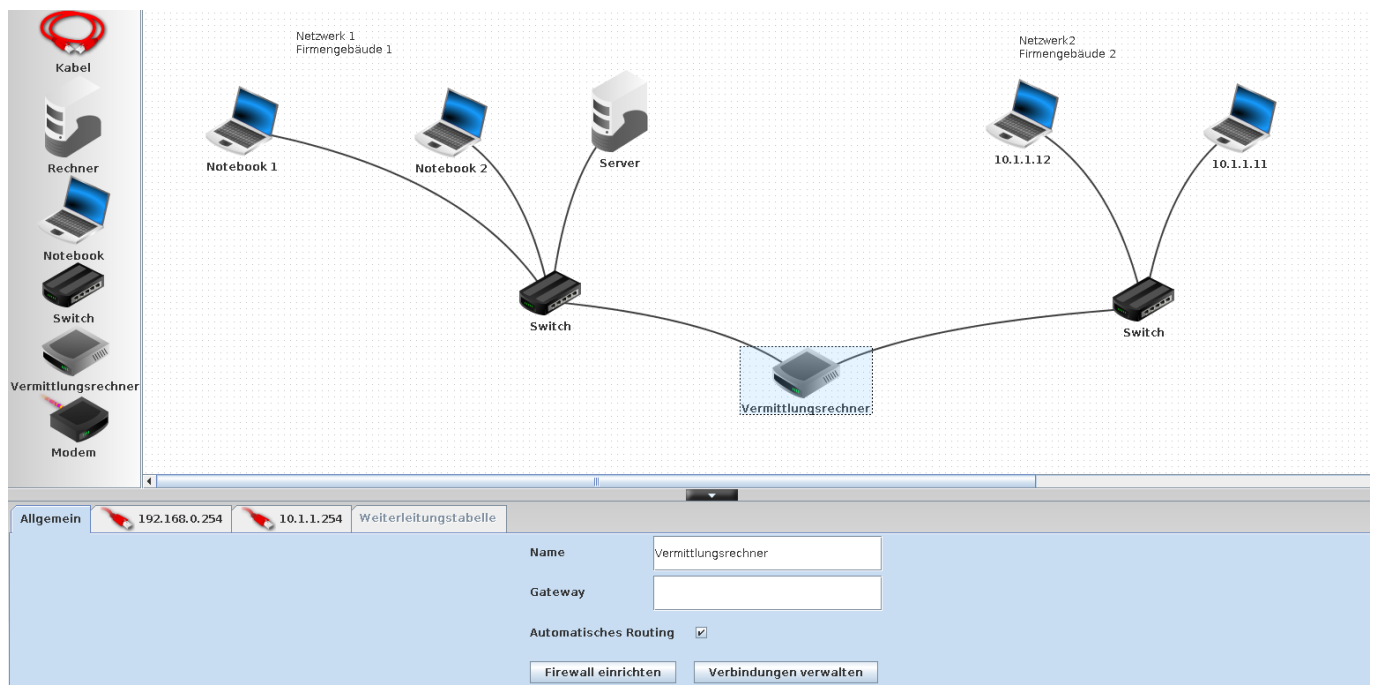 Kabel
Rechner
Notebook
Switch
Vermittlungsrechner
Modem
Netzwerk 1
Firmengebäude 1
Netzwerk2
Firmengebäude 2
Notebook 1
Notebook 2
Server
10.1.1.12
10.1.1.11
Switch
Switch
Vermittlungsrechner
Allgemein
192.168.0.254
10.1.1.254
Weiterleitungstabelle
Name
Vermittlungsrechner
Gateway
Automatisches Routing
Firewall einrichten
Verbindungen verwalten